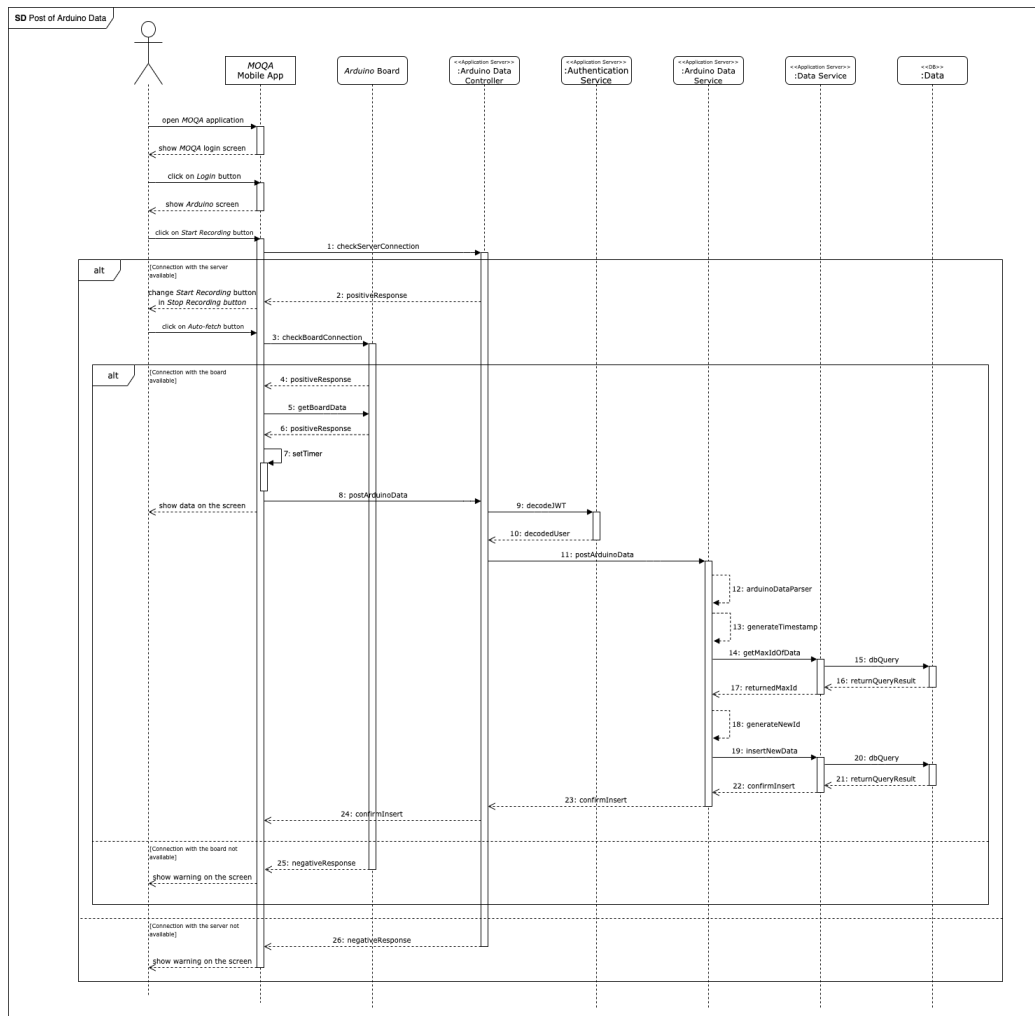 SD Post of Arduino Data
MOQA
Mobile App
Arduino Board
<<Application Server>>
:Arduino Data
Controller
<<Application Server>>
:Authentication
Service
<<Application Server>>
:Arduino Data
Service
<<Application Server>>
:Data Service
<<DB>>
:Data
open MOQA application
show MOQA login screen
click on Login button
show Arduino screen
click on Start Recording button
1: checkServerConnection
alt
[Connection with the server
available]
change Start Recording button
in Stop Recording button
2: positiveResponse
click on Auto-fetch button
3: checkBoardConnection
alt
[Connection with the board
available]
4: positiveResponse
5: getBoardData
6: positiveResponse
7: setTimer
8: postArduinoData
show data on the screen
9: decodeJWT
10: decodedUser
11: postArduinoData
12: arduinoDataParser
13: generateTimestamp
14: getMaxIdOfData
15: dbQuery
16: returnQueryResult
17: returnedMaxId
18: generateNewId
19: insertNewData
20: dbQuery
21: returnQueryResult
22: confirmInsert
23: confirmInsert
24: confirmInsert
[Connection with the board not
available]
25: negativeResponse
show warning on the screen
[Connection with the server not
available]
26: negativeResponse
show warning on the screen